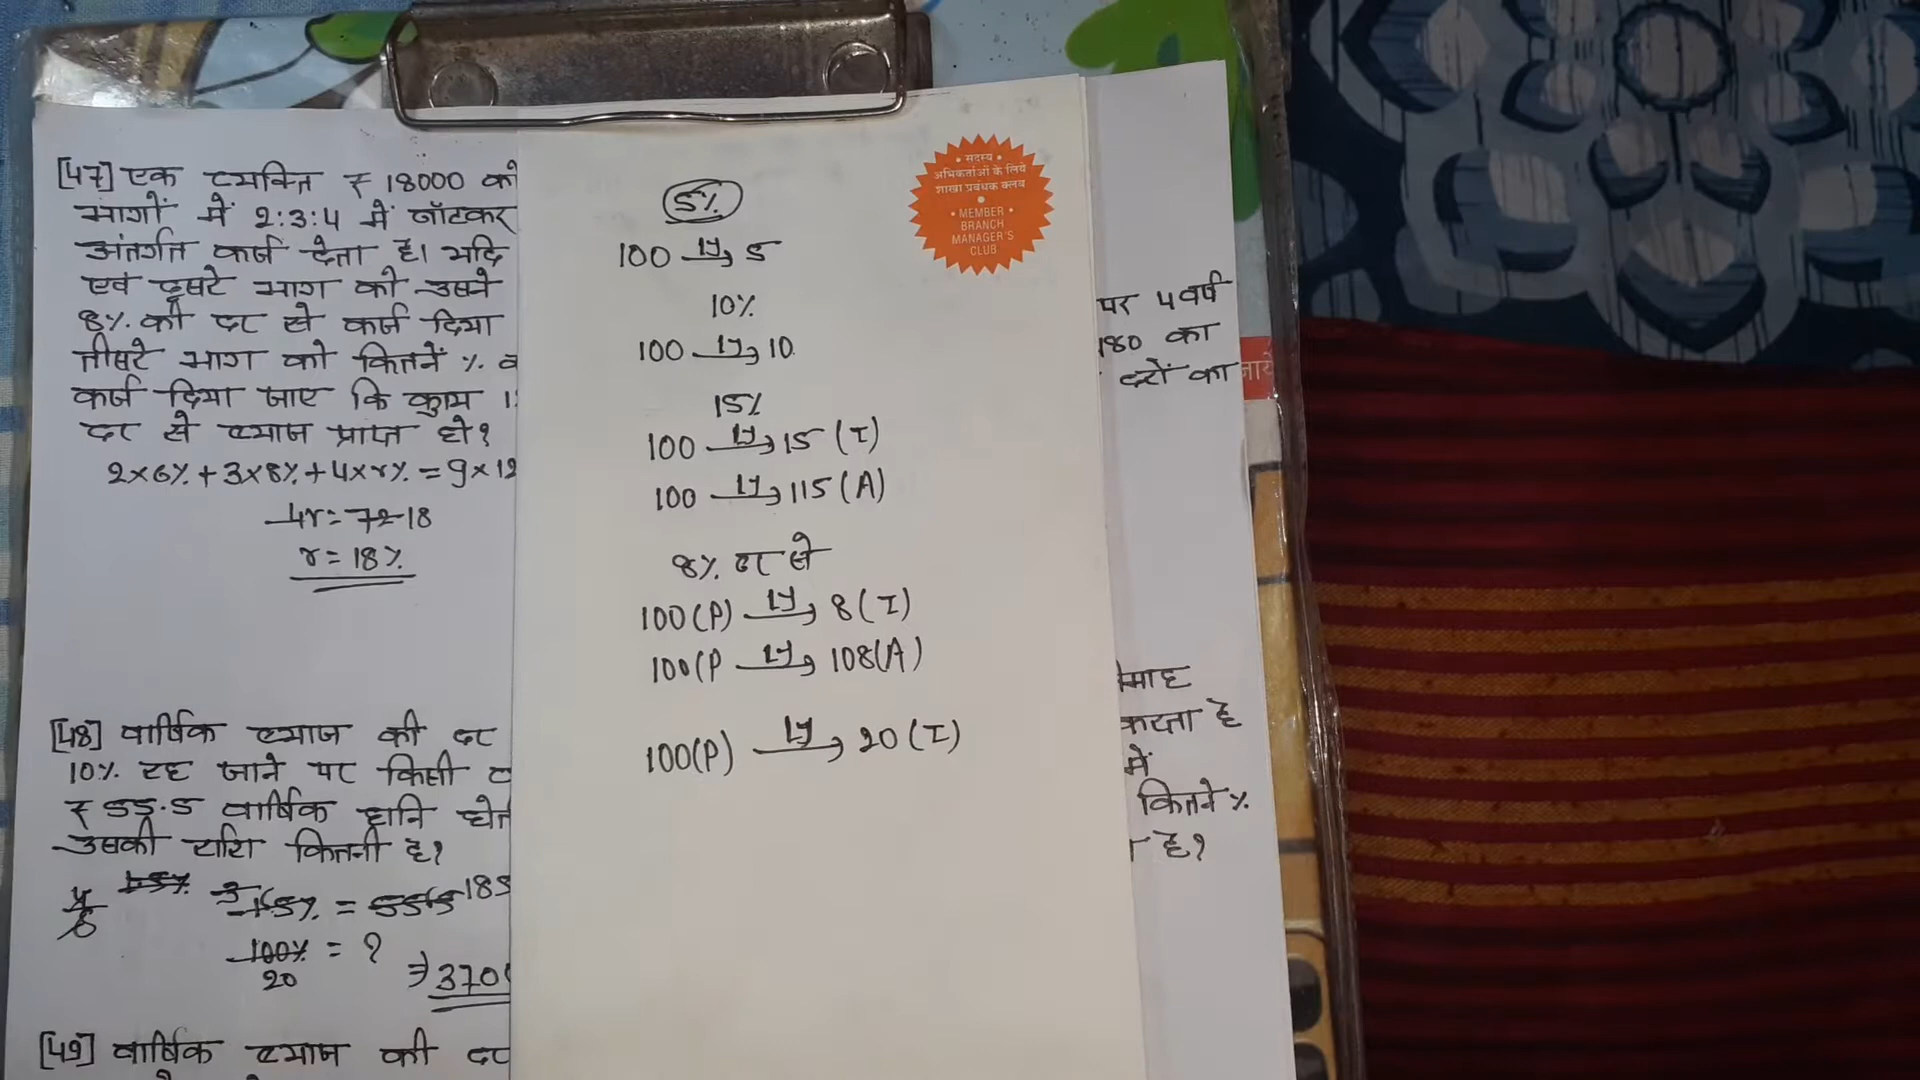 [47] एक व्यक्ति ₹ 18000 को
भागों में 2:3:4 में बाँटकर
अंतर्गत कर्ज देता है। यदि
एवं दूसरे भाग को उसने
8% की दर से कर्ज दिया
तीसरे भाग को कितनें %
कर्ज दिया जाए कि कुल
दर से ब्याज प्राप्त हो?
2×6% + 3×8% + 4×r% = 9×12
4r = 72-18
r = 18%
[48] वार्षिक ब्याज की दर
10% रह जाने पर किसी
₹ 55.5 वार्षिक हानि
उसकी राशि कितनी है?
100% = ?
20
[49] वार्षिक ब्याज की दर
5%
100 1y 5
10%
100 1y 10
15%
100 1y 15 (I)
100 1y 115 (A)
8% दर से
100(P) 1y 8 (I)
100(P 1y 108(A)
100(P) 1y 20 (I)
• सदस्य •
अभिकर्ताओं के लिये
शाखा प्रबंधक क्लब
• MEMBER •
BRANCH
MANAGER'S
CLUB
पर 4 वर्ष
180 का
दरों का
करता है
में
कितने %
है?